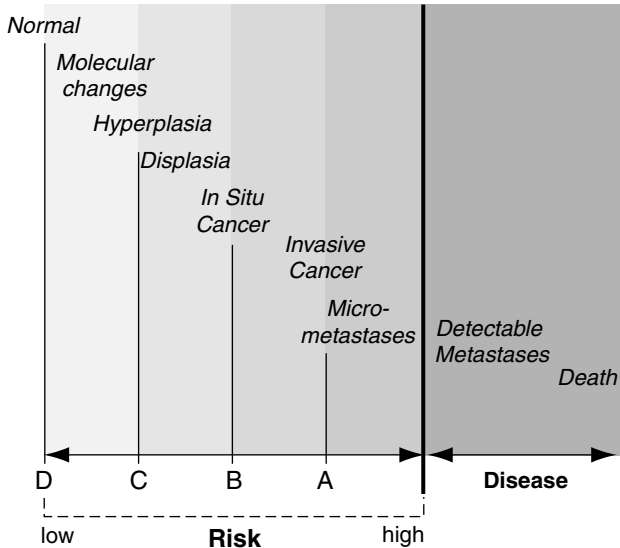 Normal
Molecular
changes
Hyperplasia
Displasia
In Situ
Cancer
Invasive
Cancer
Micro-
metastases
Detectable
Metastases
Death
D C B A Disease
low Risk high